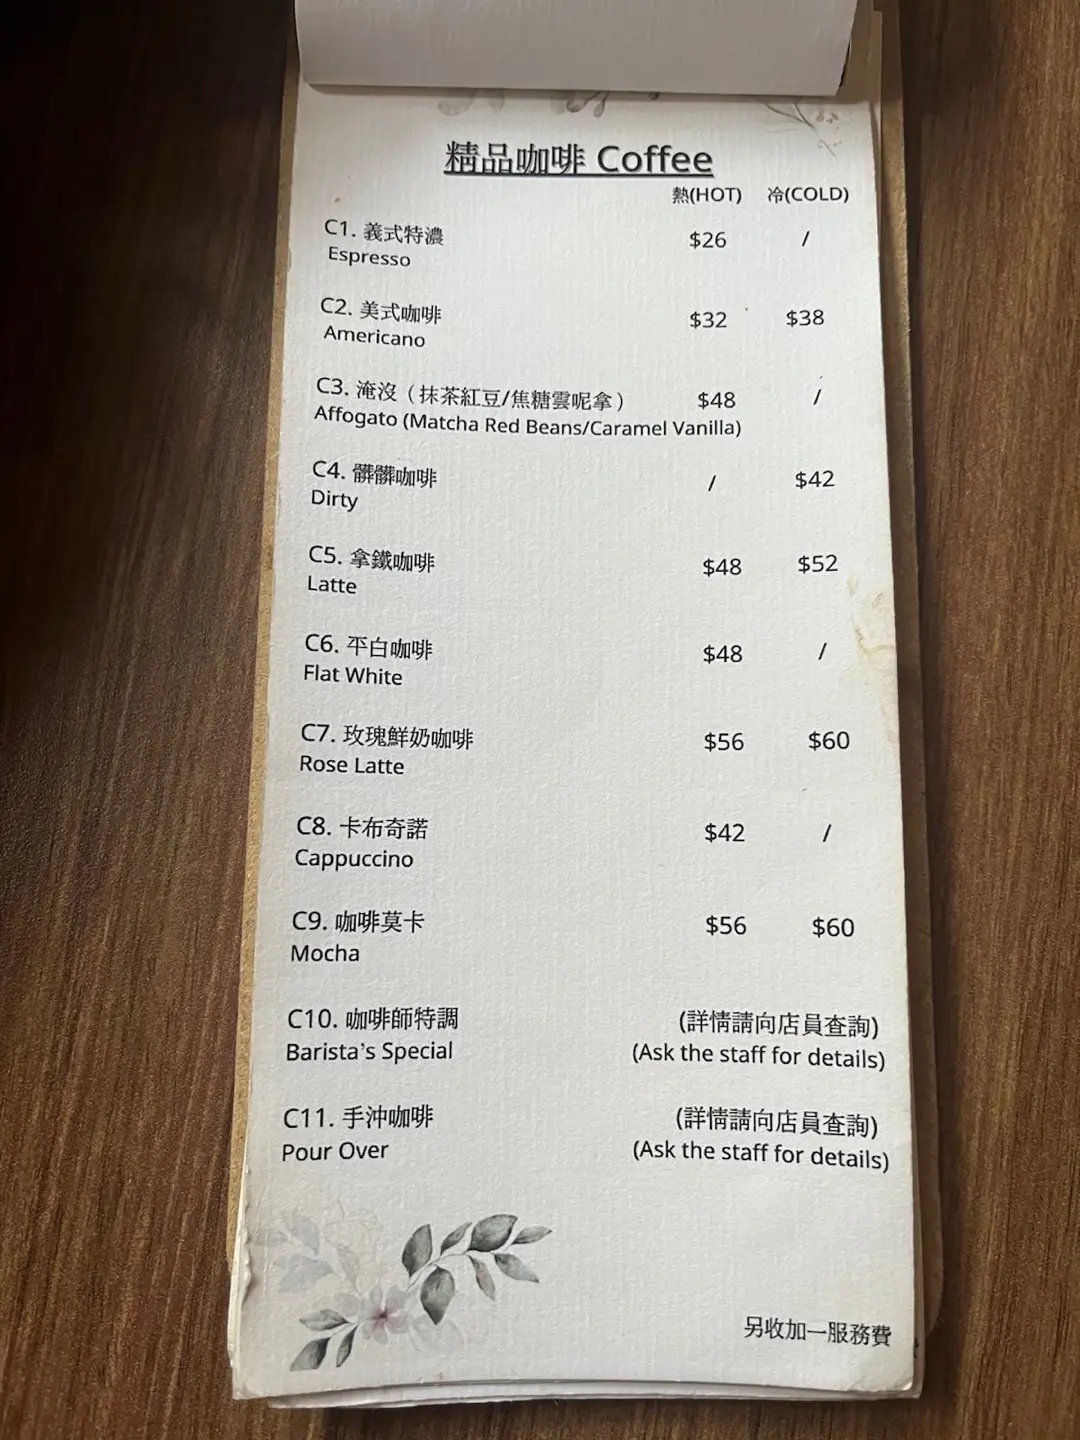 精品咖啡 Coffee
熱(HOT) 冷(COLD)
C1. 義式特濃 $26 /
Espresso
C2. 美式咖啡 $32 $38
Americano
C3. 淹沒（抹茶紅豆/焦糖雲呢拿） $48 /
Affogato (Matcha Red Beans/Caramel Vanilla)
C4. 髒髒咖啡 / $42
Dirty
C5. 拿鐵咖啡 $48 $52
Latte
C6. 平白咖啡 $48 /
Flat White
C7. 玫瑰鮮奶咖啡 $56 $60
Rose Latte
C8. 卡布奇諾 $42 /
Cappuccino
C9. 咖啡莫卡 $56 $60
Mocha
C10. 咖啡師特調 (詳情請向店員查詢)
Barista's Special (Ask the staff for details)
C11. 手沖咖啡 (詳情請向店員查詢)
Pour Over (Ask the staff for details)
另收加一服務費